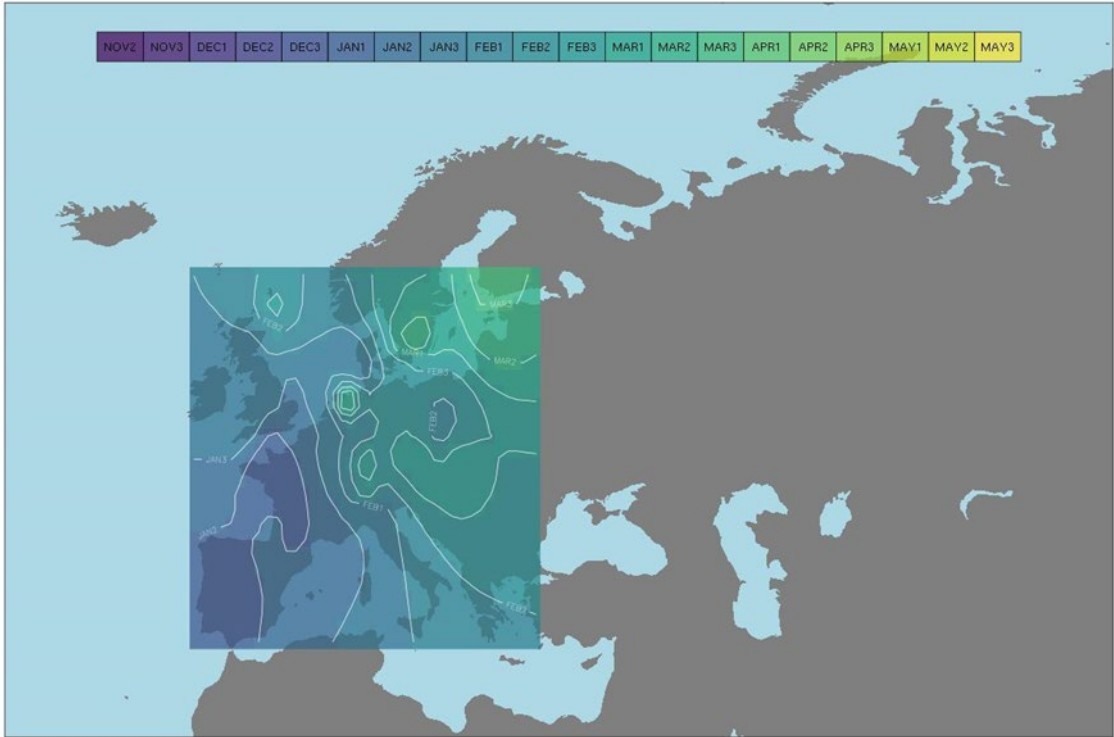 NOV2 NOV3 DEC1 DEC2 DEC3 JAN1 JAN2 JAN3 FEB1 FEB2 FEB3 MAR1 MAR2 MAR3 APR1 APR2 APR3 MAY1 MAY2 MAY3
MAR3
FEB2
MAR1
MAR2
FEB3
FEB2
JAN3
FEB1
JAN2
FEB3